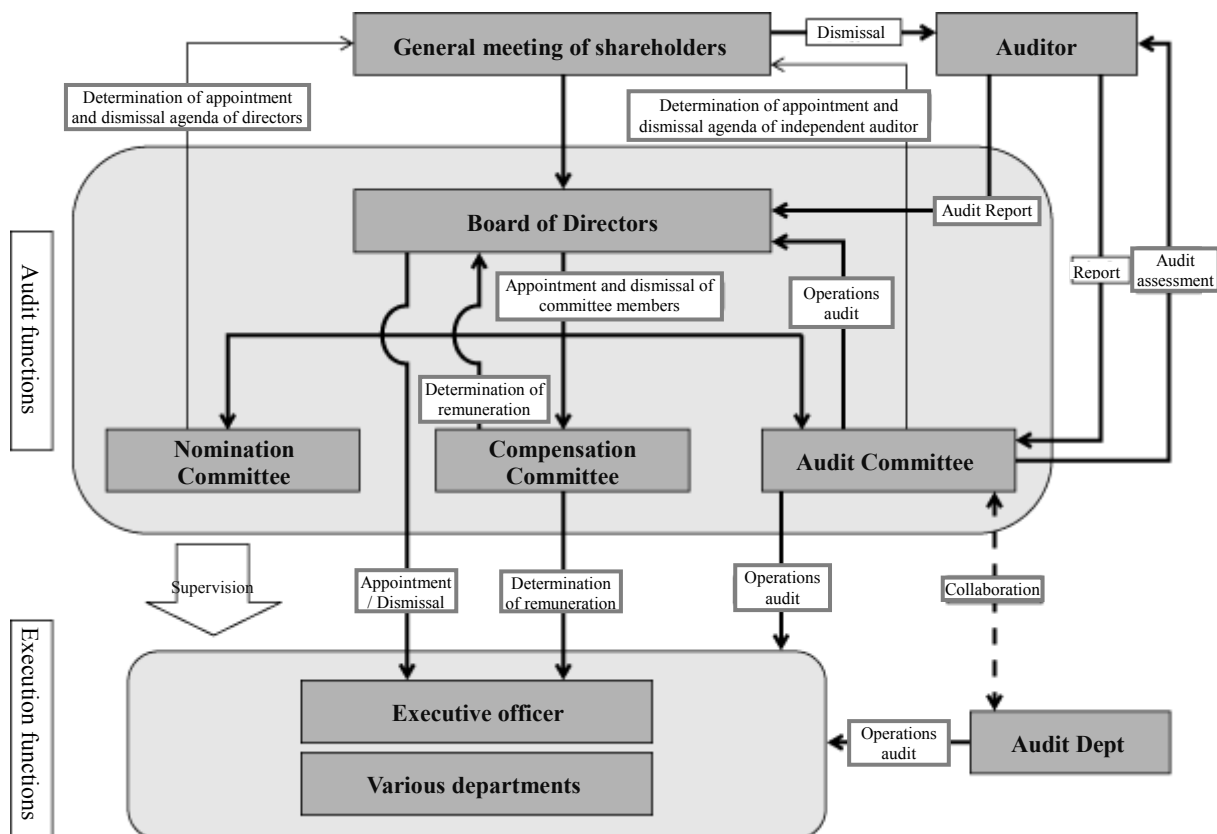 General meeting of shareholders
Dismissal
Auditor
Determination of appointment
and dismissal agenda of directors
Determination of appointment and
dismissal agenda of independent auditor
Board of Directors
Audit Report
Audit functions
Appointment and dismissal of
committee members
Operations
audit
Report
Audit
assessment
Determination of
remuneration
Nomination
Committee
Compensation
Committee
Audit Committee
Supervision
Appointment
/ Dismissal
Determination
of remuneration
Operations
audit
Collaboration
Execution functions
Executive officer
Various departments
Operations
audit
Audit Dept